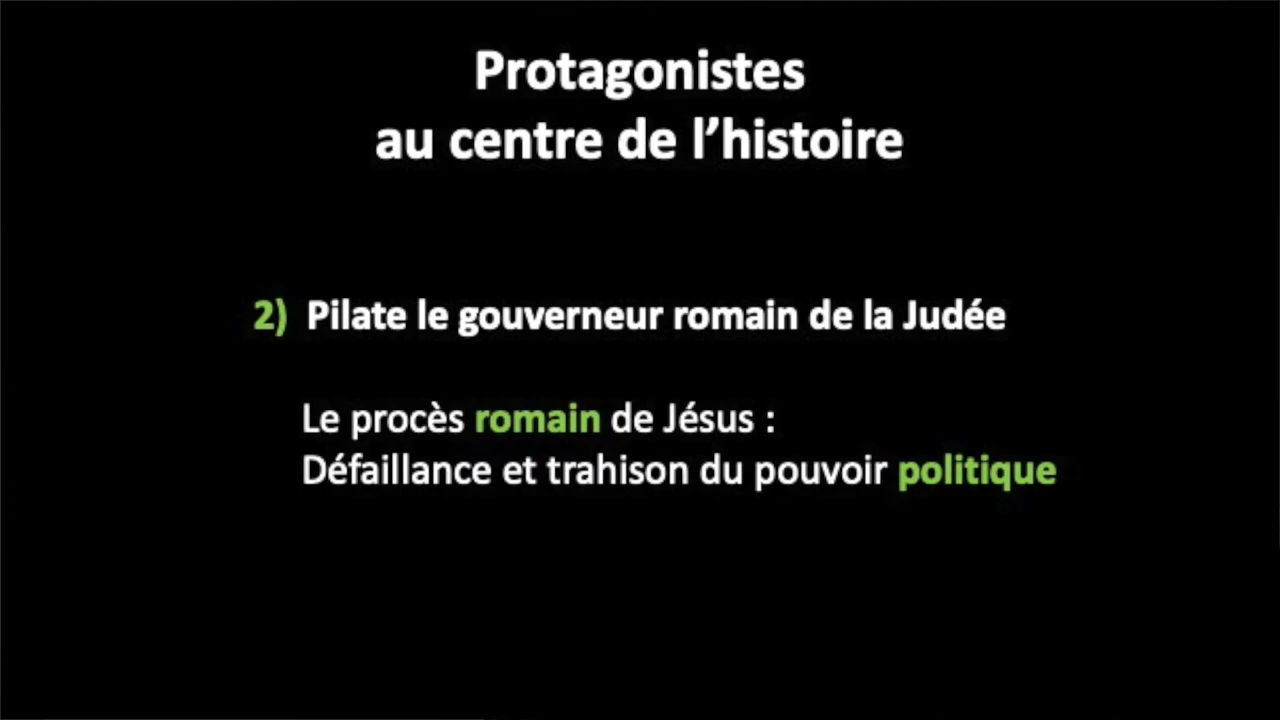 Protagonistes
au centre de l’histoire
2) Pilate le gouverneur romain de la Judée
Le procès romain de Jésus :
Défaillance et trahison du pouvoir politique